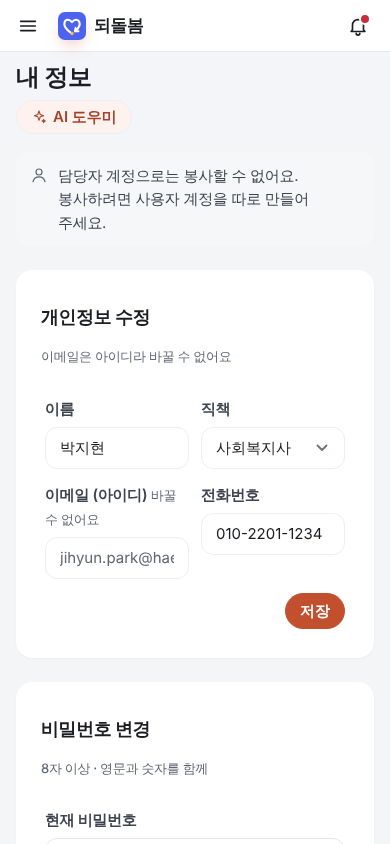 되돌봄
내 정보
AI 도우미
담당자 계정으로는 봉사할 수 없어요.
봉사하려면 사용자 계정을 따로 만들어
주세요.
개인정보 수정
이메일은 아이디라 바꿀 수 없어요
이름
직책
박지현
사회복지사
이메일 (아이디) 바꿀
수 없어요
전화번호
jihyun.park@hae
010-2201-1234
저장
비밀번호 변경
8자 이상 · 영문과 숫자를 함께
현재 비밀번호